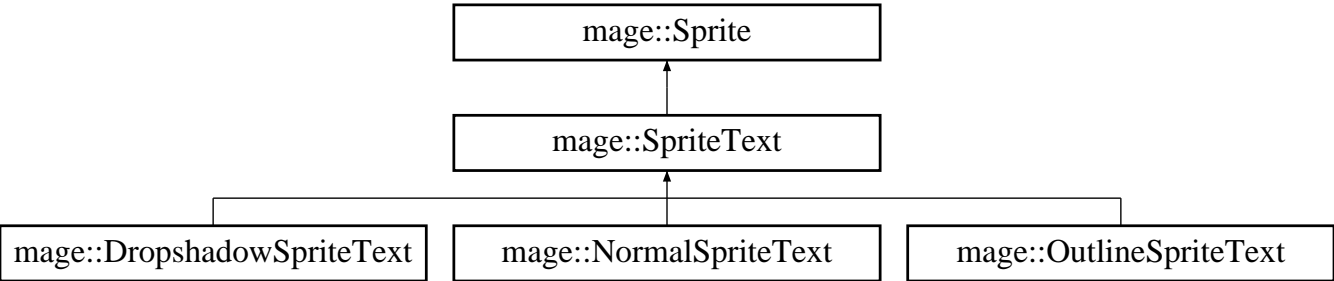 mage::Sprite
mage::SpriteText
mage::DropshadowSpriteText
mage::NormalSpriteText
mage::OutlineSpriteText